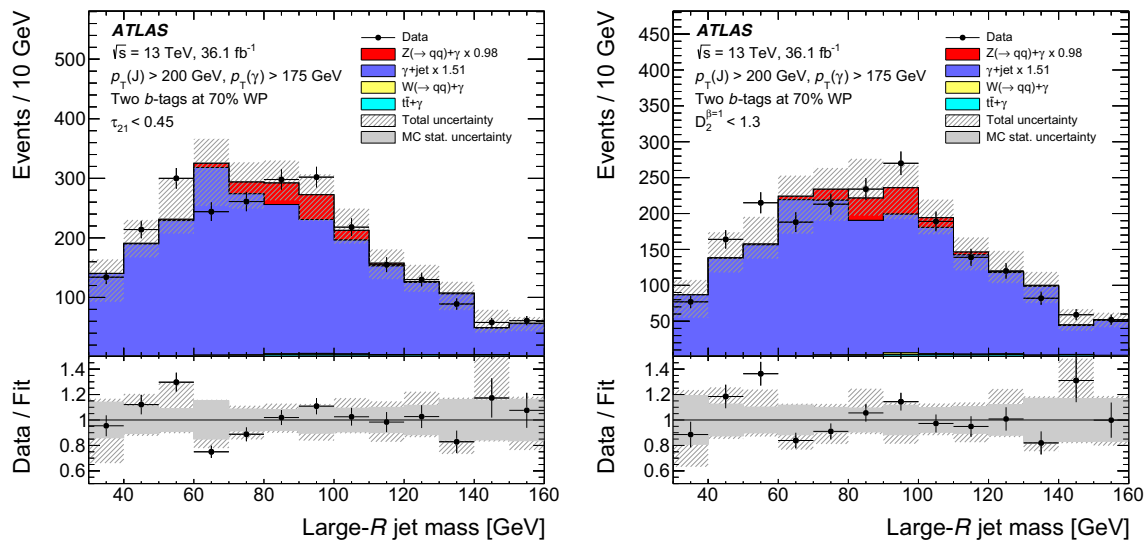 ATLAS
√s = 13 TeV, 36.1 fb⁻¹
p_T(J) > 200 GeV, p_T(γ) > 175 GeV
Two b-tags at 70% WP
τ₂₁ < 0.45
Data
Z(→ qq)+γ x 0.98
γ+jet x 1.51
W(→ qq)+γ
tt̄+γ
Total uncertainty
MC stat. uncertainty
Events / 10 GeV
500
400
300
200
100
Data / Fit
1.4
1.2
1
0.8
0.6
40 60 80 100 120 140 160
Large-R jet mass [GeV]
ATLAS
√s = 13 TeV, 36.1 fb⁻¹
p_T(J) > 200 GeV, p_T(γ) > 175 GeV
Two b-tags at 70% WP
D₂^β=1 < 1.3
Data
Z(→ qq)+γ x 0.98
γ+jet x 1.51
W(→ qq)+γ
tt̄+γ
Total uncertainty
MC stat. uncertainty
Events / 10 GeV
450
400
350
300
250
200
150
100
50
Data / Fit
1.4
1.2
1
0.8
0.6
40 60 80 100 120 140 160
Large-R jet mass [GeV]